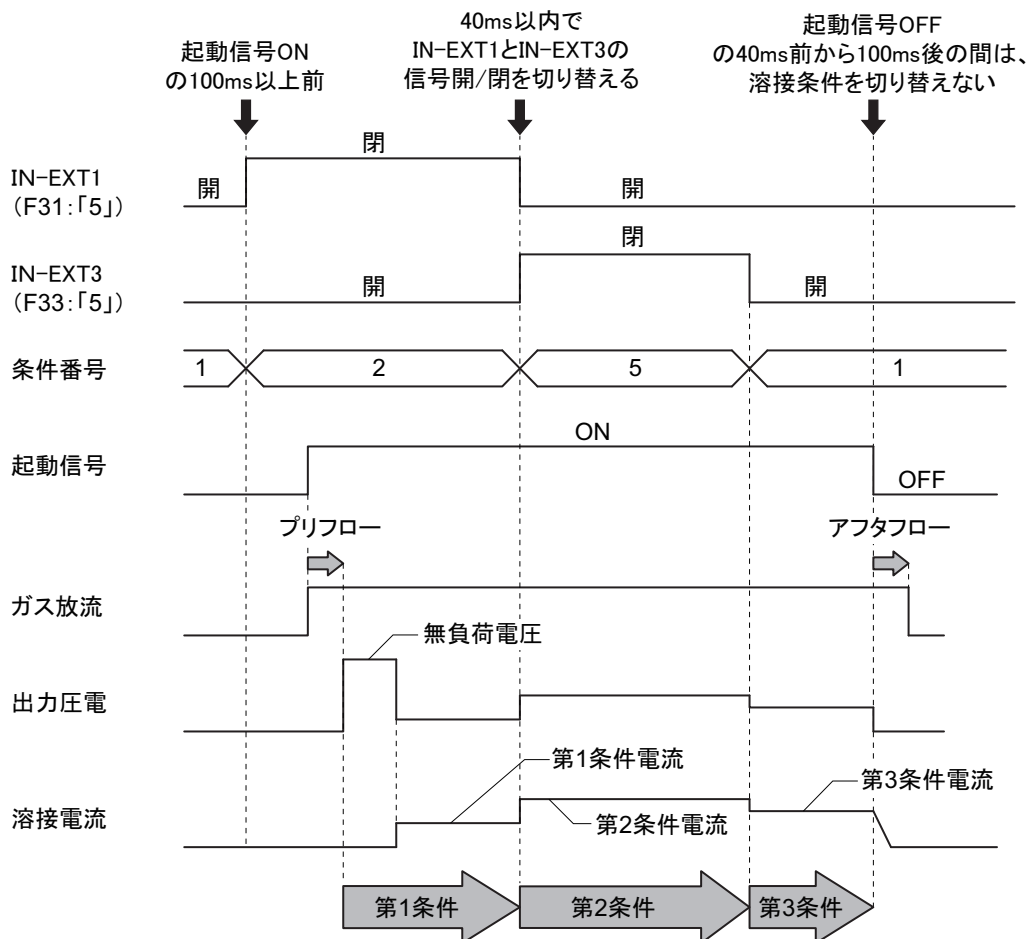 起動信号ON
の100ms以上前
40ms以内で
IN-EXT1とIN-EXT3の
信号開/閉を切り替える
起動信号OFF
の40ms前から100ms後の間は、
溶接条件を切り替えない
IN-EXT1
（F31:「5」）
開
閉
開
IN-EXT3
（F33:「5」）
開
閉
開
条件番号
1
2
5
1
起動信号
ON
OFF
プリフロー
アフタフロー
ガス放流
無負荷電圧
出力圧電
第1条件電流
第3条件電流
溶接電流
第2条件電流
第1条件
第2条件
第3条件